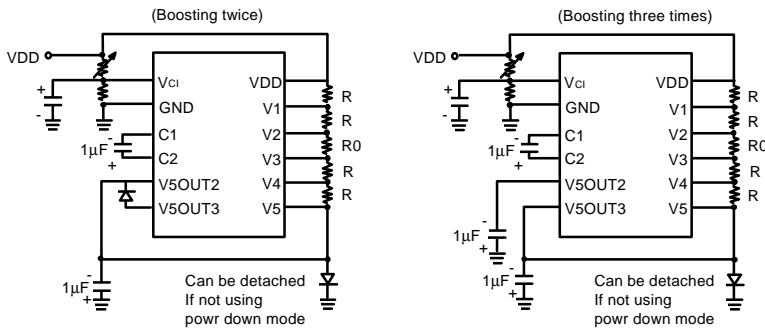 (Boosting twice)
VDD
+
-
VCI
GND
C1
C2
V5OUT2
V5OUT3
VDD
V1
V2
V3
V4
V5
R
R
R0
R
R
1μF
-
+
1μF
-
+
Can be detached
If not using
powr down mode
(Boosting three times)
VDD
+
-
VCI
GND
C1
C2
V5OUT2
V5OUT3
VDD
V1
V2
V3
V4
V5
R
R
R0
R
R
1μF
-
+
1μF
-
+
1μF
-
+
Can be detached
If not using
powr down mode